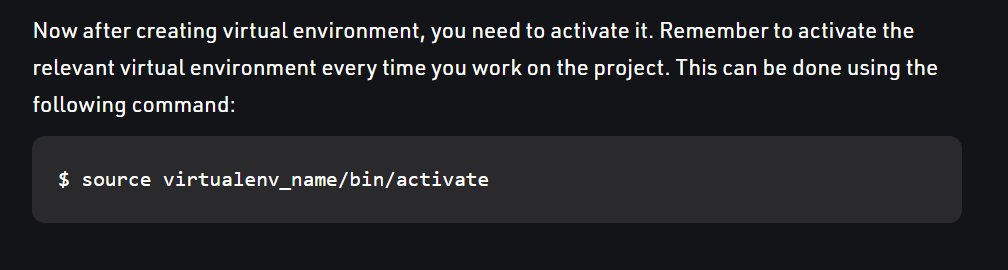 Now after creating virtual environment, you need to activate it. Remember to activate the
relevant virtual environment every time you work on the project. This can be done using the
following command:
$ source virtualenv_name/bin/activate